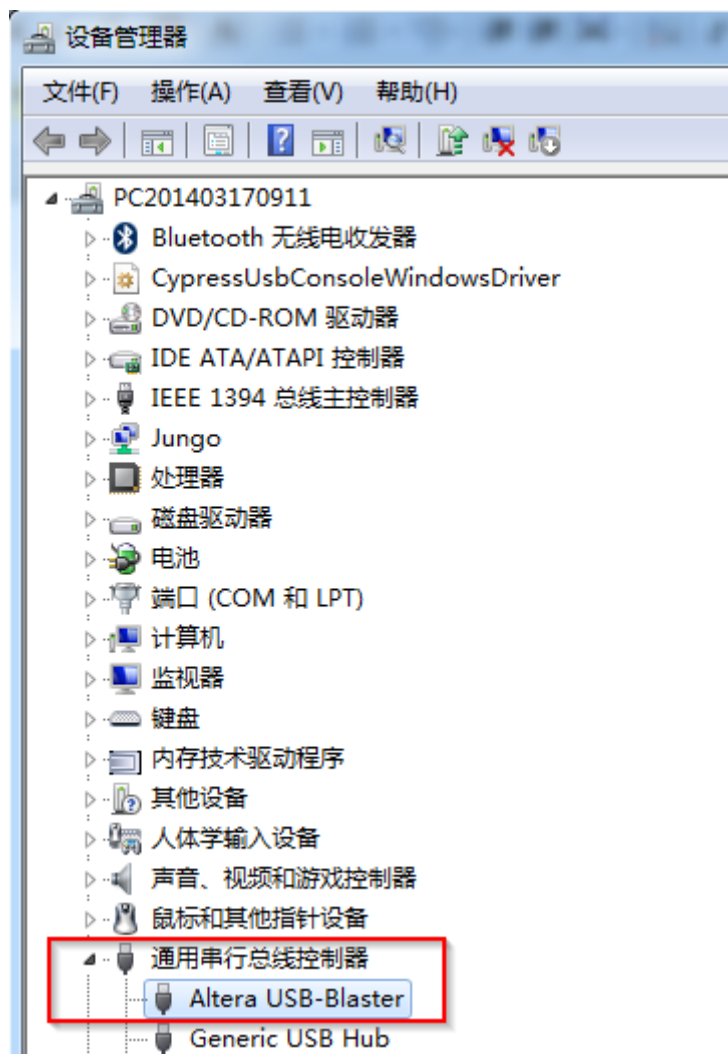 设备管理器
文件(F) 操作(A) 查看(V) 帮助(H)
PC201403170911
Bluetooth 无线电收发器
CypressUsbConsoleWindowsDriver
DVD/CD-ROM 驱动器
IDE ATA/ATAPI 控制器
IEEE 1394 总线主控制器
Jungo
处理器
磁盘驱动器
电池
端口 (COM 和 LPT)
计算机
监视器
键盘
内存技术驱动程序
其他设备
人体学输入设备
声音、视频和游戏控制器
鼠标和其他指针设备
通用串行总线控制器
Altera USB-Blaster
Generic USB Hub